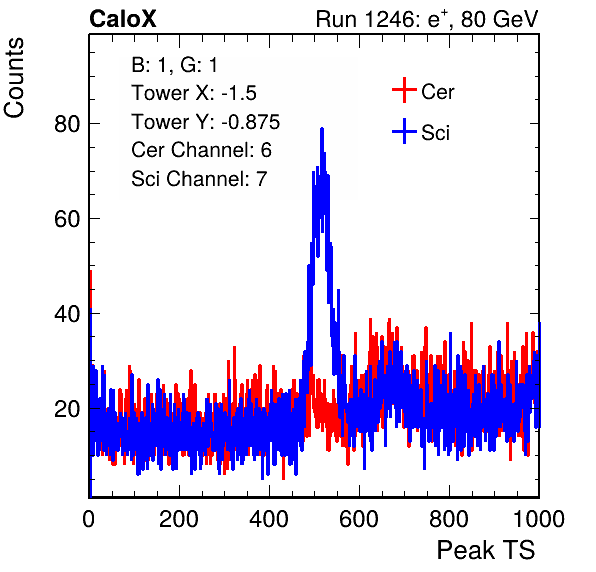 CaloX Run 1246: e⁺, 80 GeV
Counts
B: 1, G: 1
Tower X: -1.5
Tower Y: -0.875
Cer Channel: 6
Sci Channel: 7
Cer
Sci
80
60
40
20
0 200 400 600 800 1000
Peak TS